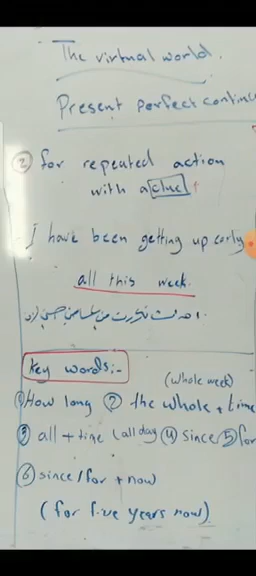 The virtual world.
Present perfect continu
② for repeated action
with a clue
I have been getting up early
all this week.
Key words:-
(whole week)
① How long ② the whole + time
③ all + time (all day ④ since ⑤ for
⑥ since/for + now
(for five years now)